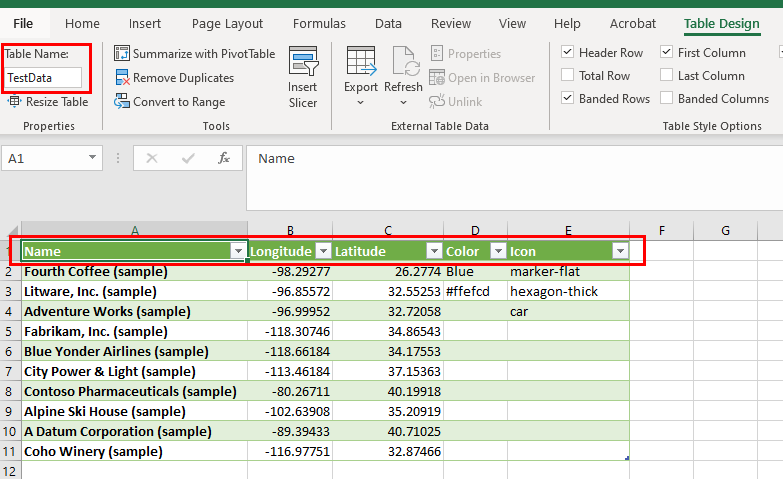 File Home Insert Page Layout Formulas Data Review View Help Acrobat Table Design
Table Name:
TestData
Resize Table
Properties
Summarize with PivotTable
Remove Duplicates
Convert to Range
Insert
Slicer
Tools
Export Refresh
Properties
Open in Browser
Unlink
External Table Data
Header Row First Column
Total Row Last Column
Banded Rows Banded Columns
Table Style Options
A1 fx Name
A B C D E F G
1 Name Longitude Latitude Color Icon
2 Fourth Coffee (sample) -98.29277 26.2774 Blue marker-flat
3 Litware, Inc. (sample) -96.85572 32.55253 #ffefcd hexagon-thick
4 Adventure Works (sample) -96.99952 32.72058 car
5 Fabrikam, Inc. (sample) -118.30746 34.86543
6 Blue Yonder Airlines (sample) -118.66184 34.17553
7 City Power & Light (sample) -113.46184 37.15363
8 Contoso Pharmaceuticals (sample) -80.26711 40.19918
9 Alpine Ski House (sample) -102.63908 35.20919
10 A Datum Corporation (sample) -89.39433 40.71025
11 Coho Winery (sample) -116.97751 32.87466
12